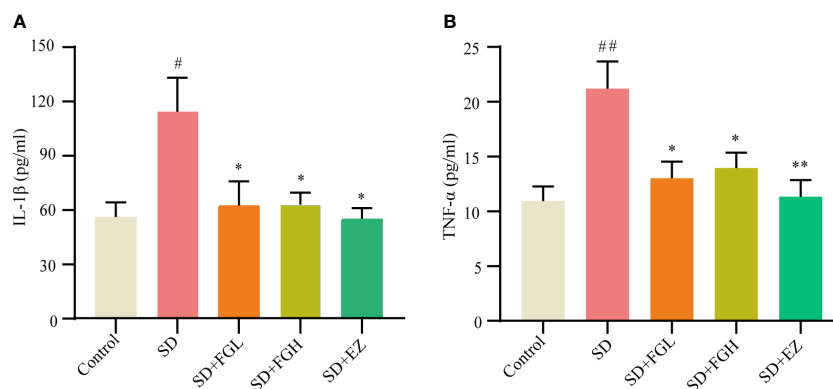 A
IL-1β (pg/ml)
150
120
90
60
30
0
#
*
*
*
Control
SD
SD+FGL
SD+FGH
SD+EZ
B
TNF-α (pg/ml)
25
20
15
10
5
0
##
*
*
**
Control
SD
SD+FGL
SD+FGH
SD+EZ